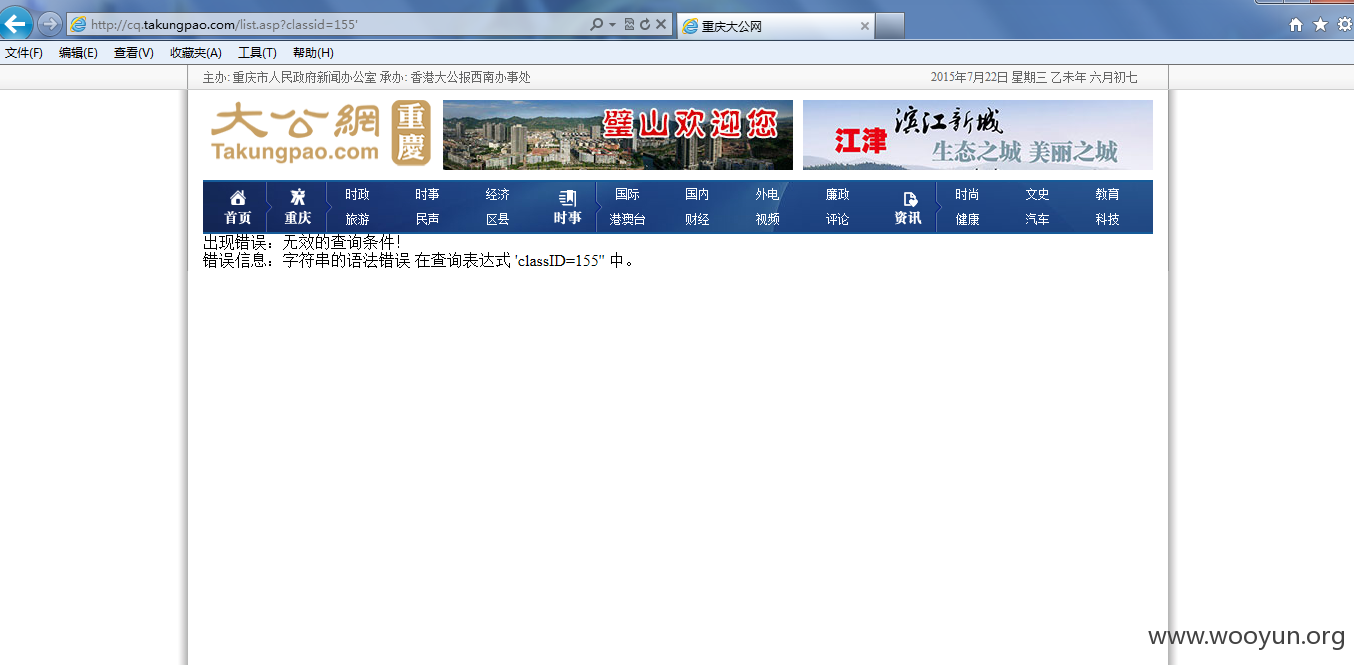 http://cq.takungpao.com/list.asp?classid=155'
重庆大公网
文件(F) 编辑(E) 查看(V) 收藏夹(A) 工具(T) 帮助(H)
主办: 重庆市人民政府新闻办公室 承办: 香港大公报西南办事处
2015年7月22日 星期三 乙未年 六月初七
大公網
Takungpao.com
重慶
璧山欢迎您
江津
滨江新城
生态之城 美丽之城
首页 重庆
时政 时事 经济
旅游 民声 区县
时事
国际 国内 外电 廉政
港澳台 财经 视频 评论
资讯
时尚 文史 教育
健康 汽车 科技
出现错误：无效的查询条件！
错误信息：字符串的语法错误 在查询表达式 'classID=155'' 中。
www.wooyun.org